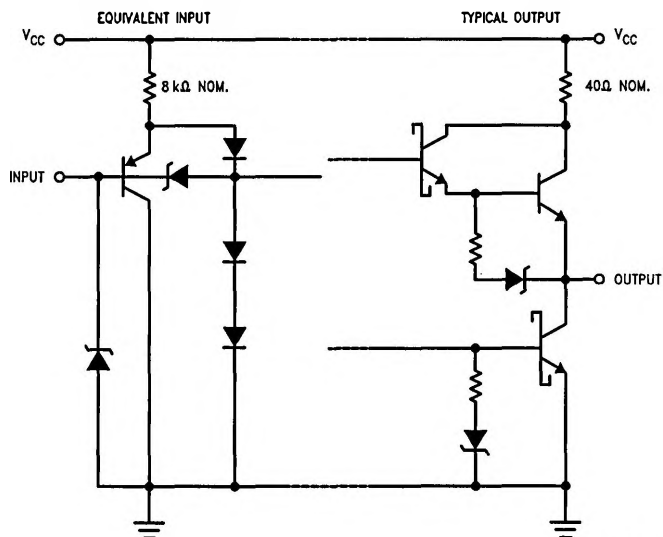 EQUIVALENT INPUT
TYPICAL OUTPUT
VCC
VCC
8 kΩ NOM.
40Ω NOM.
INPUT
OUTPUT